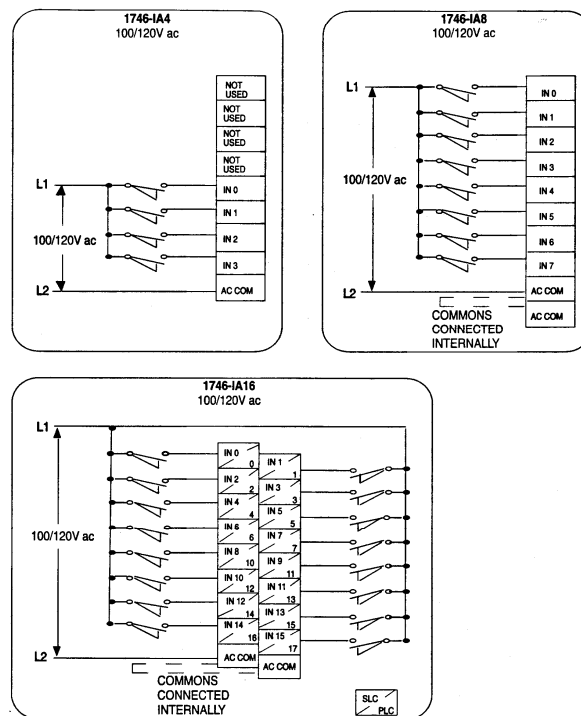 1746-IA4
100/120V ac
NOT
USED
NOT
USED
NOT
USED
NOT
USED
L1
IN 0
IN 1
100/120V ac
IN 2
IN 3
L2
AC COM
1746-IA8
100/120V ac
L1
IN 0
IN 1
IN 2
IN 3
100/120V ac
IN 4
IN 5
IN 6
IN 7
L2
AC COM
AC COM
COMMONS
CONNECTED
INTERNALLY
1746-IA16
100/120V ac
L1
IN 0
0
IN 1
1
IN 2
2
IN 3
3
IN 4
4
IN 5
5
100/120V ac
IN 6
6
IN 7
7
IN 8
10
IN 9
11
IN 10
12
IN 11
13
IN 12
14
IN 13
15
IN 14
16
IN 15
17
L2
AC COM
AC COM
COMMONS
CONNECTED
INTERNALLY
SLC
PLC